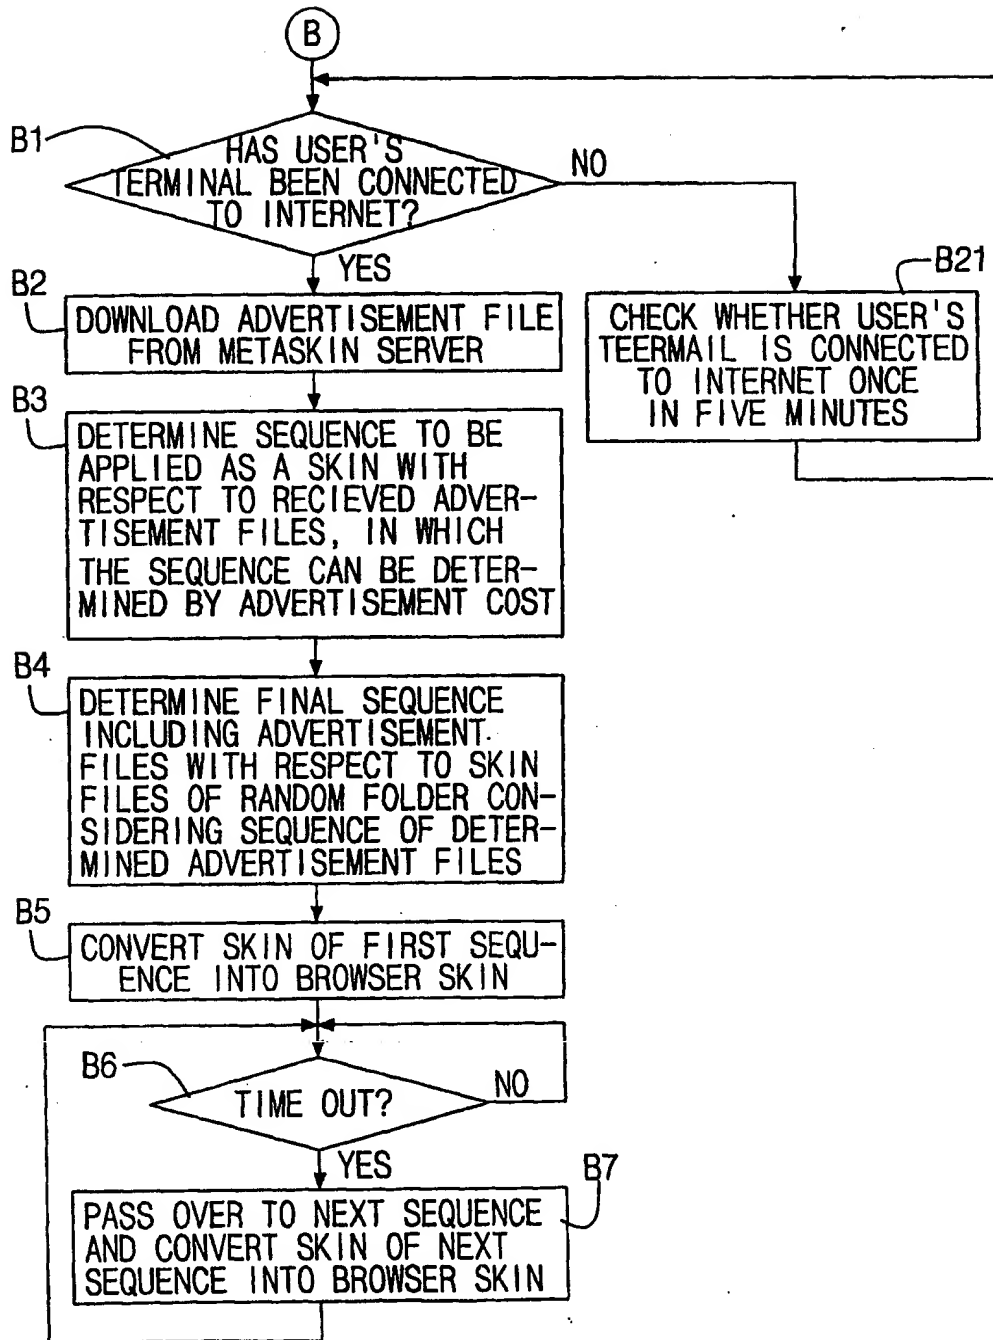 B
B1
HAS USER'S
TERMINAL BEEN CONNECTED
TO INTERNET?
NO
YES
B21
CHECK WHETHER USER'S
TEERMAIL IS CONNECTED
TO INTERNET ONCE
IN FIVE MINUTES
B2
DOWNLOAD ADVERTISEMENT FILE
FROM METASKIN SERVER
B3
DETERMINE SEQUENCE TO BE
APPLIED AS A SKIN WITH
RESPECT TO RECIEVED ADVER-
TISEMENT FILES, IN WHICH
THE SEQUENCE CAN BE DETER-
MINED BY ADVERTISEMENT COST
B4
DETERMINE FINAL SEQUENCE
INCLUDING ADVERTISEMENT
FILES WITH RESPECT TO SKIN
FILES OF RANDOM FOLDER CON-
SIDERING SEQUENCE OF DETER-
MINED ADVERTISEMENT FILES
B5
CONVERT SKIN OF FIRST SEQU-
ENCE INTO BROWSER SKIN
B6
TIME OUT?
NO
YES
B7
PASS OVER TO NEXT SEQUENCE
AND CONVERT SKIN OF NEXT
SEQUENCE INTO BROWSER SKIN